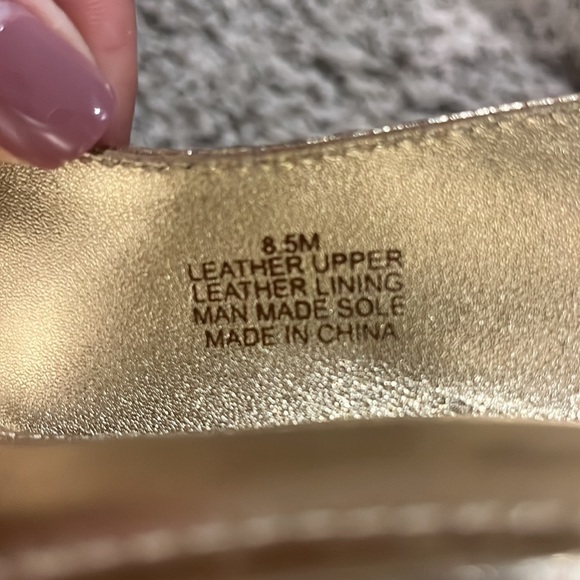 8.5M
LEATHER UPPER
LEATHER LINING
MAN MADE SOLE
MADE IN CHINA